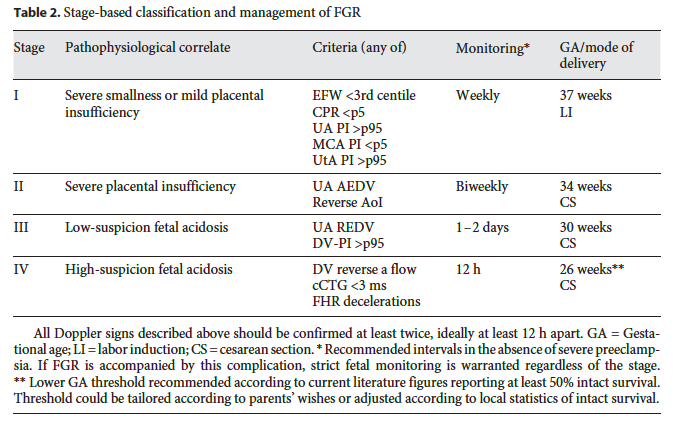 Table 2. Stage-based classification and management of FGR
Stage Pathophysiological correlate Criteria (any of) Monitoring* GA/mode of
delivery
I Severe smallness or mild placental EFW <3rd centile Weekly 37 weeks
insufficiency CPR <p5 LI
UA PI >p95
MCA PI <p5
UtA PI >p95
II Severe placental insufficiency UA AEDV Biweekly 34 weeks
Reverse AoI CS
III Low-suspicion fetal acidosis UA REDV 1–2 days 30 weeks
DV-PI >p95 CS
IV High-suspicion fetal acidosis DV reverse a flow 12 h 26 weeks**
cCTG <3 ms CS
FHR decelerations
All Doppler signs described above should be confirmed at least twice, ideally at least 12 h apart. GA = Gesta-
tional age; LI = labor induction; CS = cesarean section. * Recommended intervals in the absence of severe preeclamp-
sia. If FGR is accompanied by this complication, strict fetal monitoring is warranted regardless of the stage.
** Lower GA threshold recommended according to current literature figures reporting at least 50% intact survival.
Threshold could be tailored according to parents' wishes or adjusted according to local statistics of intact survival.